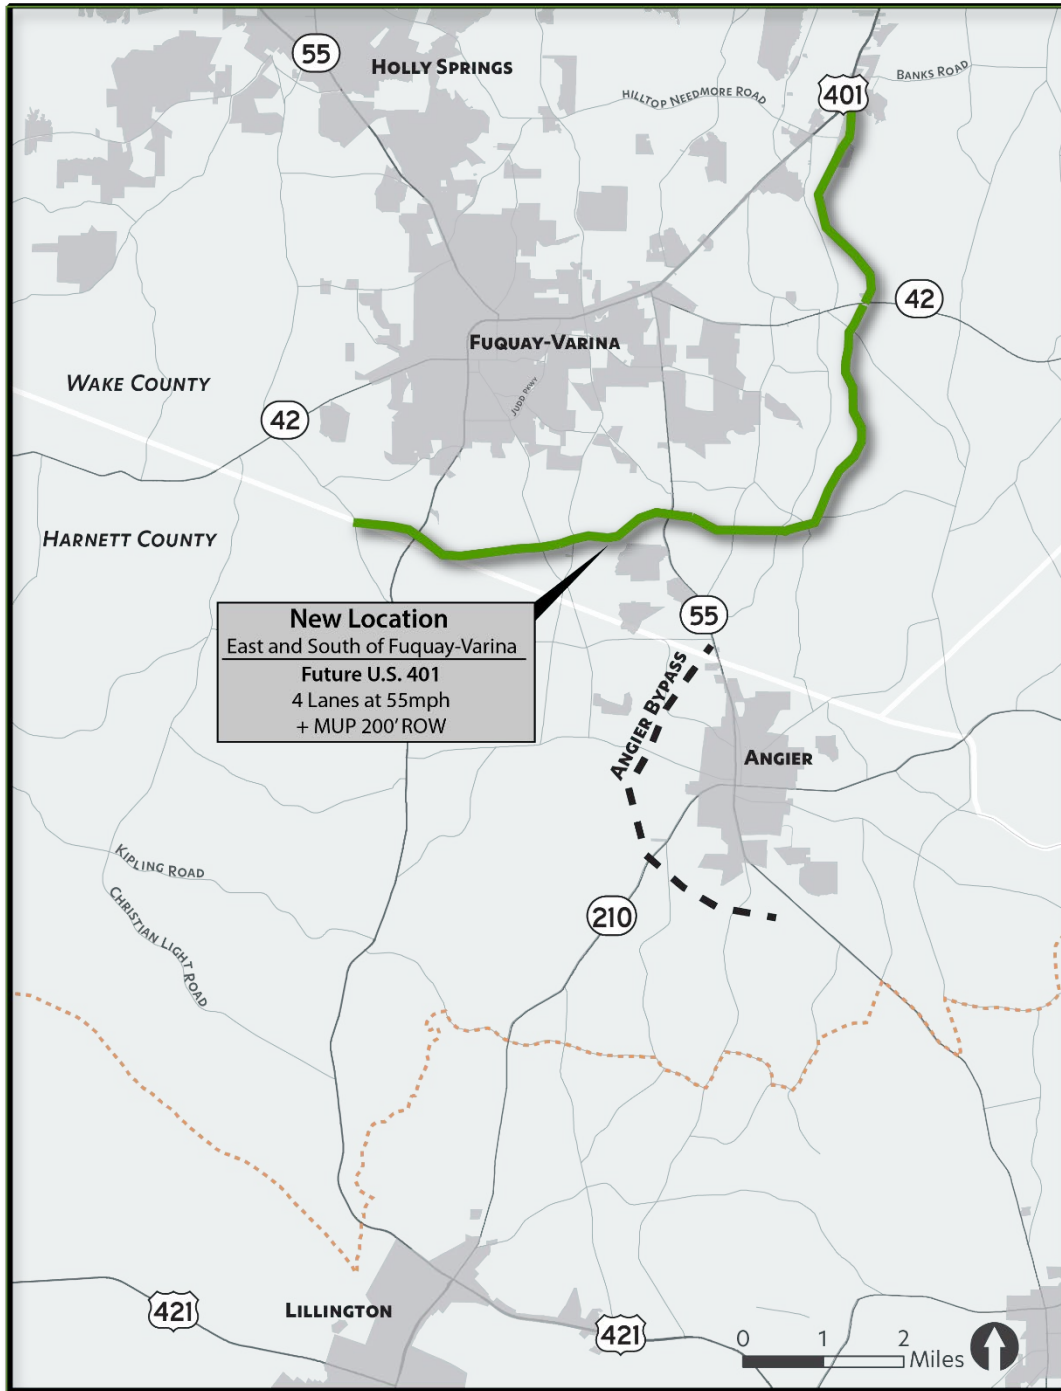 55
HOLLY SPRINGS
HILLTOP NEEDMORE ROAD
BANKS ROAD
401
42
FUQUAY-VARINA
JUDD PKWY
WAKE COUNTY
42
HARNETT COUNTY
New Location
East and South of Fuquay-Varina
Future U.S. 401
4 Lanes at 55mph
+ MUP 200' ROW
55
ANGIER BYPASS
ANGIER
KIPLING ROAD
CHRISTIAN LIGHT ROAD
210
421
LILLINGTON
421
0 1 2
Miles